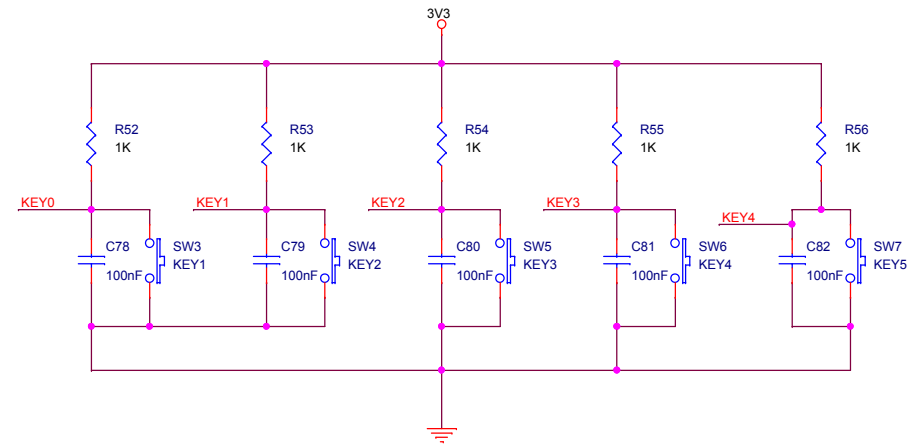 3V3
R52 R53 R54 R55 R56
1K 1K 1K 1K 1K
KEY0 KEY1 KEY2 KEY3 KEY4
C78 SW3 C79 SW4 C80 SW5 C81 SW6 C82 SW7
KEY1 KEY2 KEY3 KEY4 KEY5
100nF 100nF 100nF 100nF 100nF